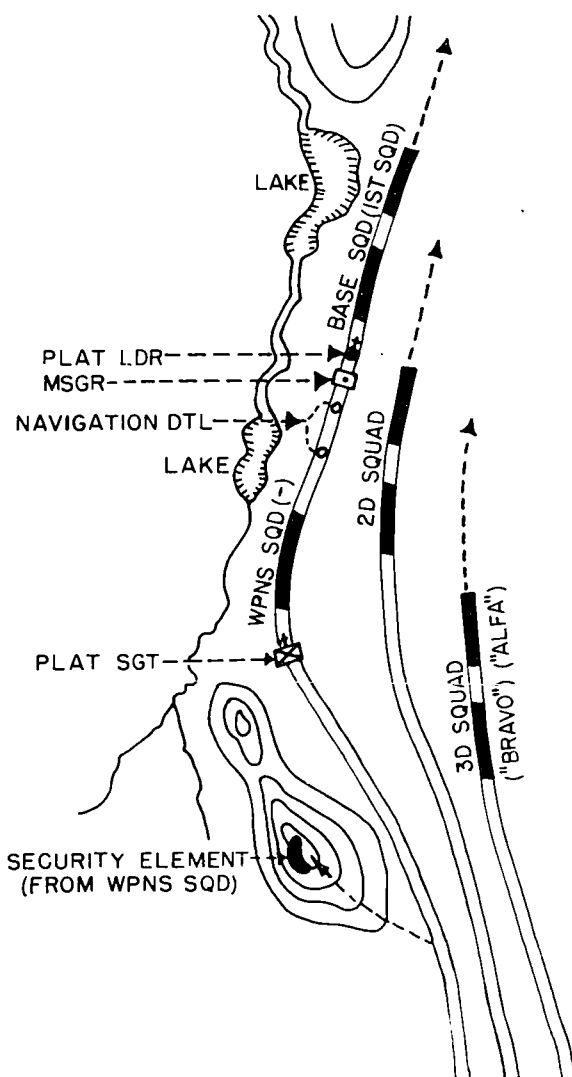 LAKE
BASE SQD (1ST SQD)
PLAT LDR
MSGR
NAVIGATION DTL
LAKE
2D SQUAD
WPNS SQD (-)
PLAT SGT
3D SQUAD
("BRAVO") ("ALFA")
SECURITY ELEMENT
(FROM WPNS SQD)